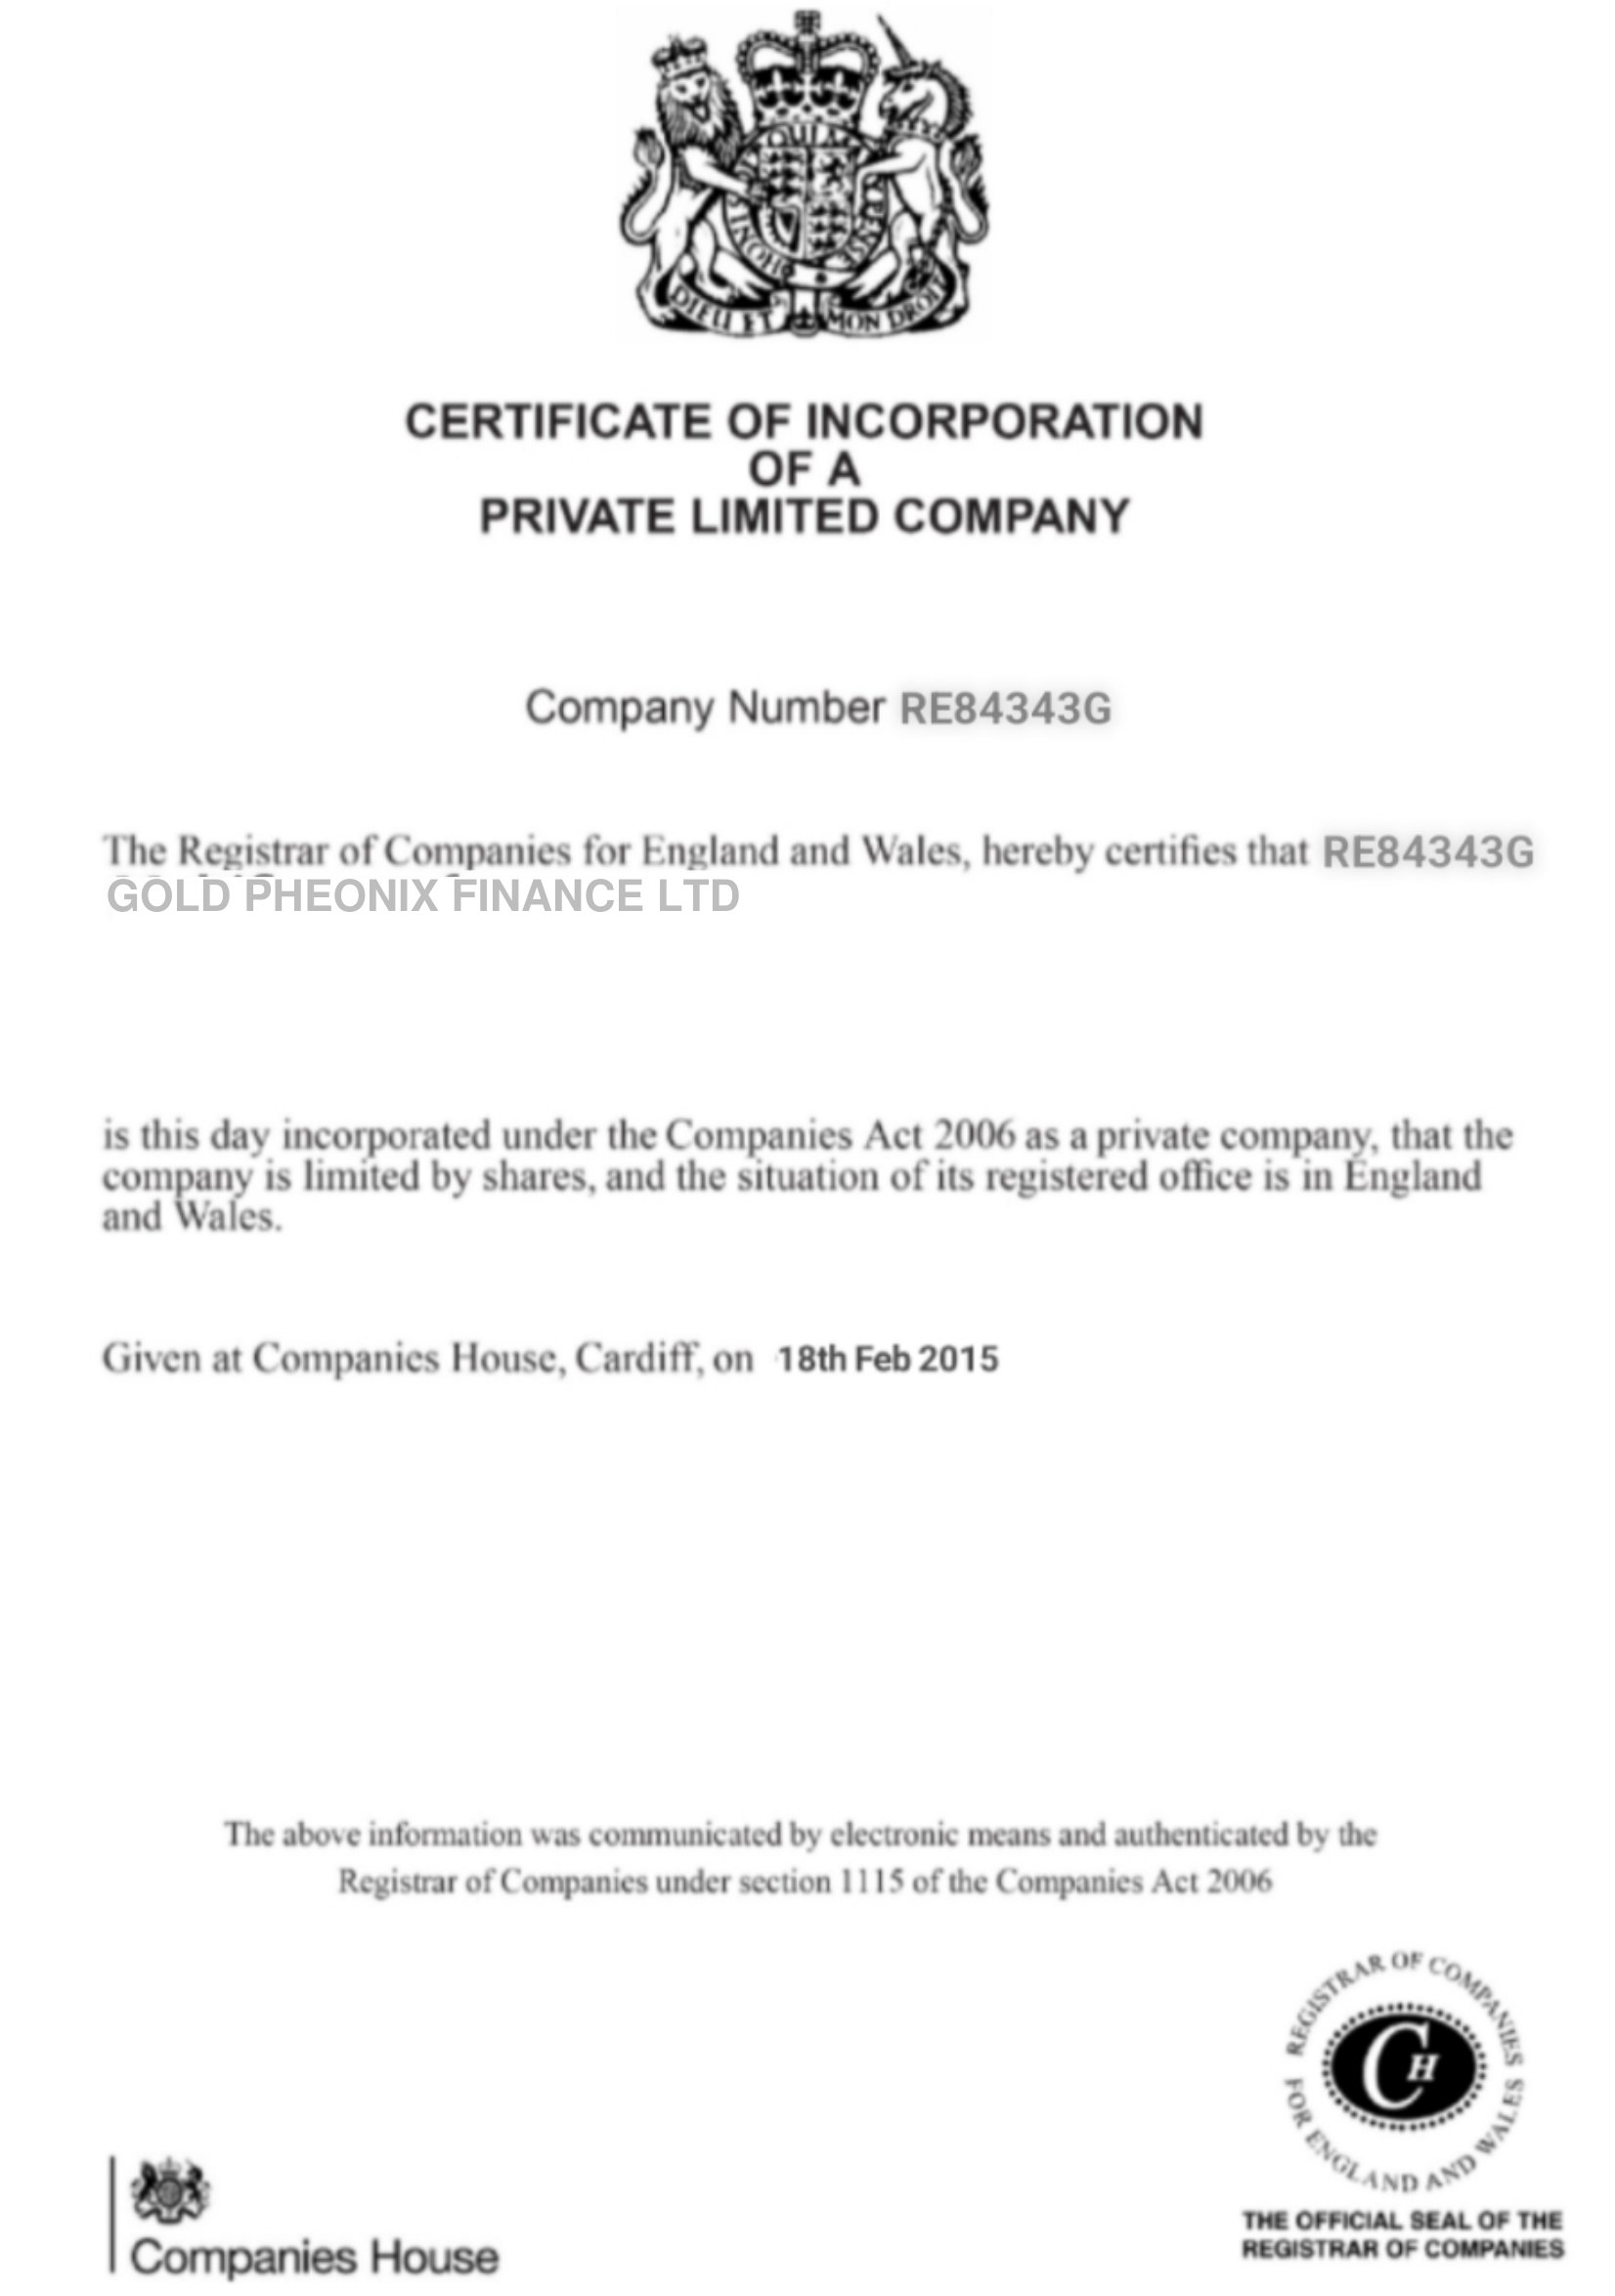 HONI SOIT QUI MAL Y PENSE
DIEU ET MON DROIT
CERTIFICATE OF INCORPORATION
OF A
PRIVATE LIMITED COMPANY
Company Number RE84343G
The Registrar of Companies for England and Wales, hereby certifies that RE84343G
GOLD PHEONIX FINANCE LTD
is this day incorporated under the Companies Act 2006 as a private company, that the
company is limited by shares, and the situation of its registered office is in England
and Wales.
Given at Companies House, Cardiff, on 18th Feb 2015
The above information was communicated by electronic means and authenticated by the
Registrar of Companies under section 1115 of the Companies Act 2006
REGISTRAR OF COMPANIES
FOR ENGLAND AND WALES
CH
THE OFFICIAL SEAL OF THE
REGISTRAR OF COMPANIES
Companies House